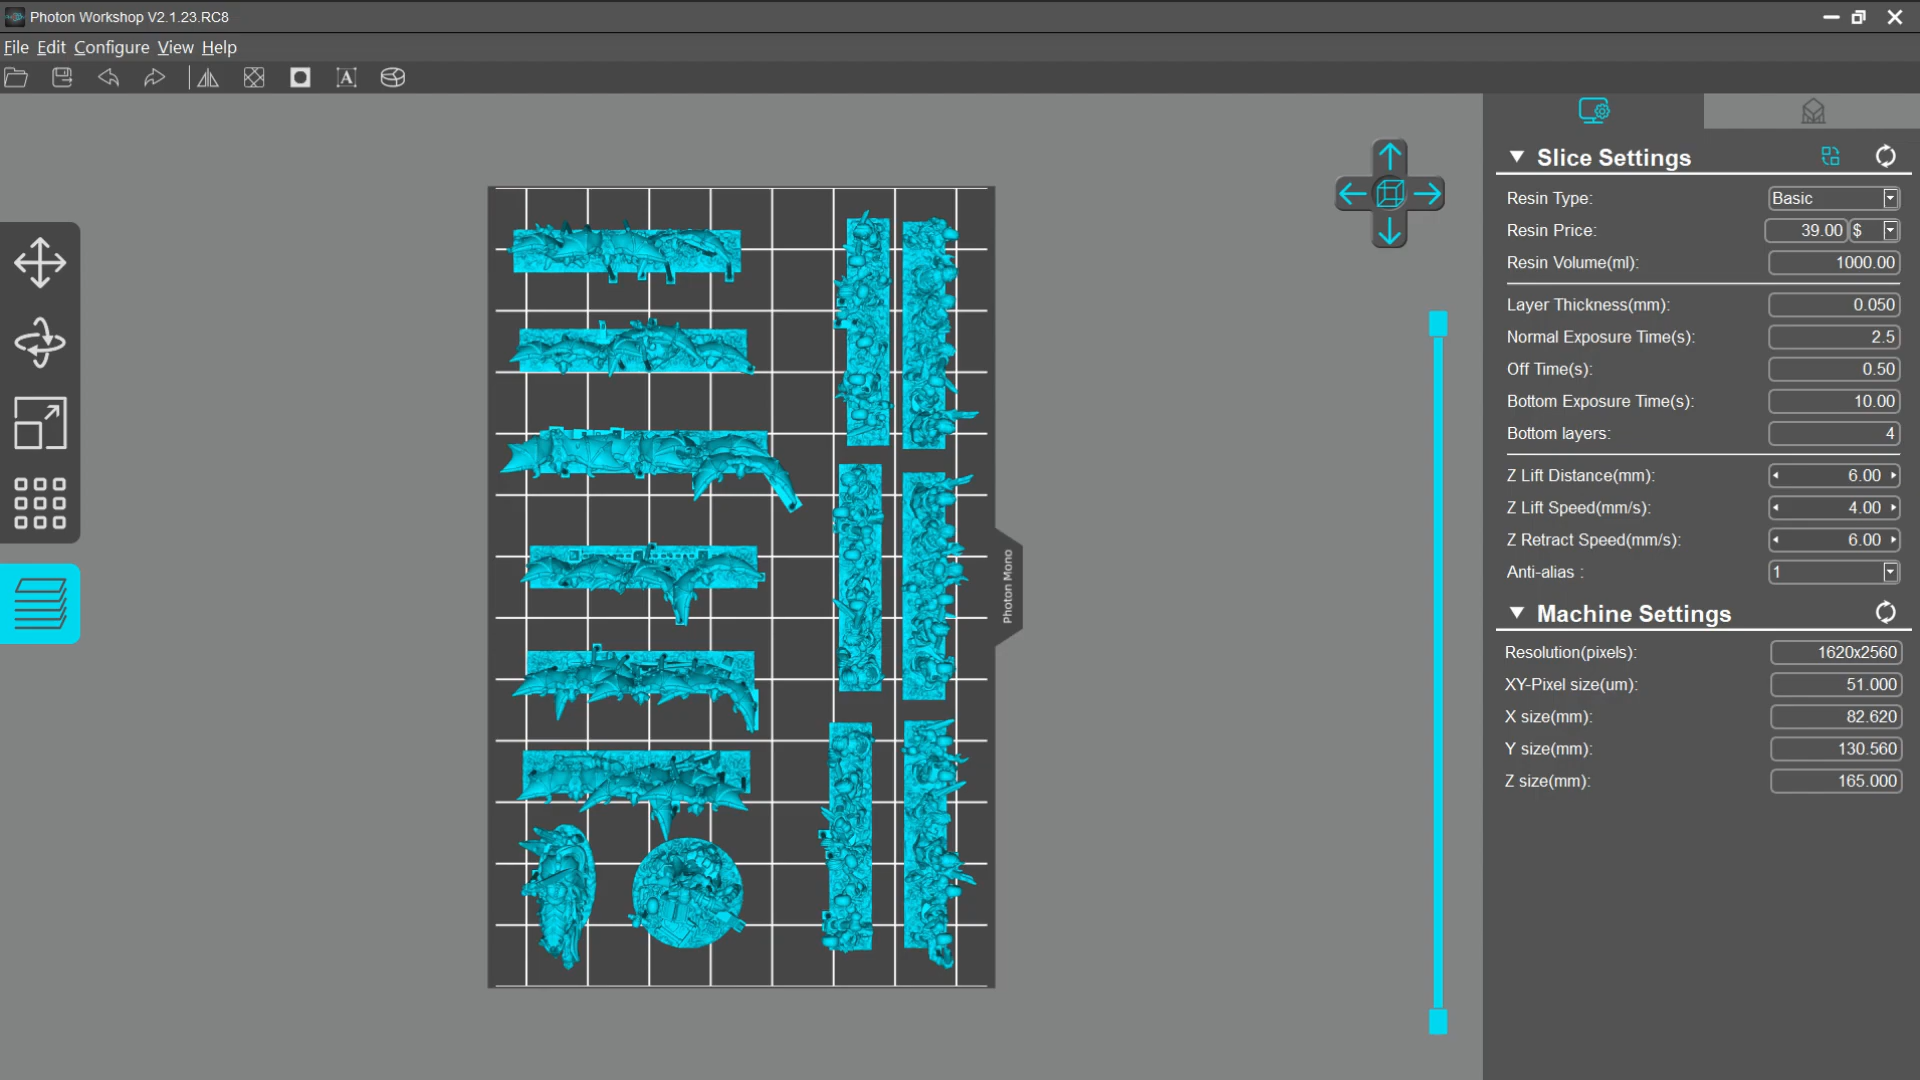 Photon Workshop V2.1.23.RC8
File Edit Configure View Help
A
Photon Mono
Slice Settings
Resin Type: Basic
Resin Price: 39.00 $
Resin Volume(ml): 1000.00
Layer Thickness(mm): 0.050
Normal Exposure Time(s): 2.5
Off Time(s): 0.50
Bottom Exposure Time(s): 10.00
Bottom layers: 4
Z Lift Distance(mm): 6.00
Z Lift Speed(mm/s): 4.00
Z Retract Speed(mm/s): 6.00
Anti-alias : 1
Machine Settings
Resolution(pixels): 1620x2560
XY-Pixel size(um): 51.000
X size(mm): 82.620
Y size(mm): 130.560
Z size(mm): 165.000